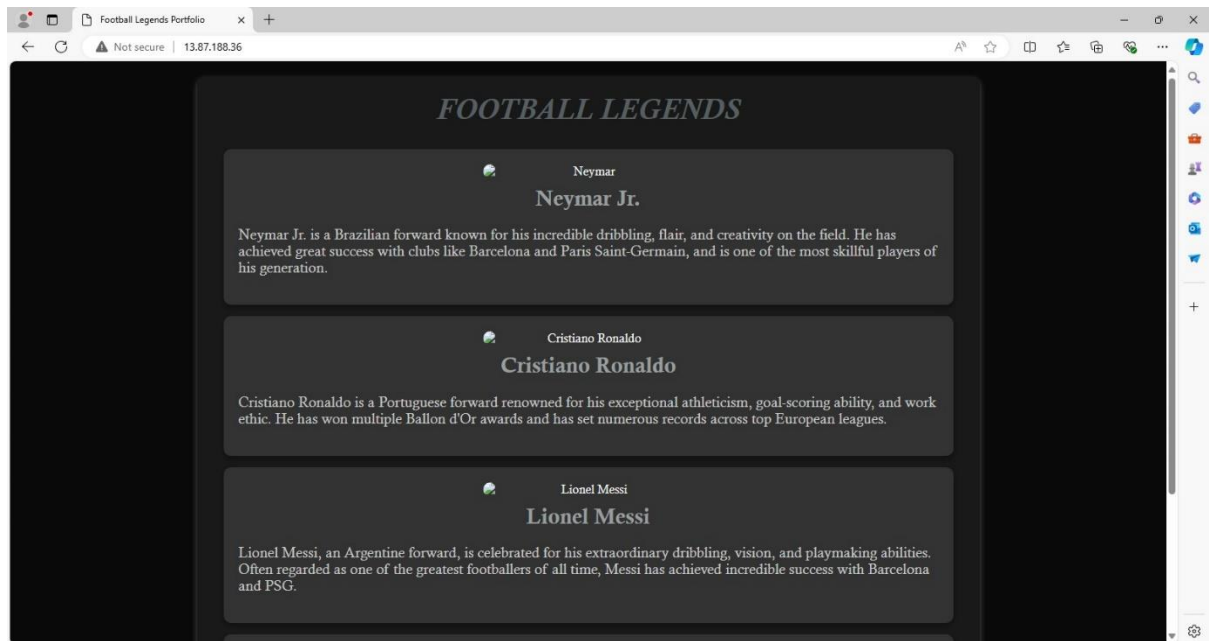 Football Legends Portfolio
Not secure
13.87.188.36
FOOTBALL LEGENDS
Neymar
Neymar Jr.
Neymar Jr. is a Brazilian forward known for his incredible dribbling, flair, and creativity on the field. He has
achieved great success with clubs like Barcelona and Paris Saint-Germain, and is one of the most skillful players of
his generation.
Cristiano Ronaldo
Cristiano Ronaldo
Cristiano Ronaldo is a Portuguese forward renowned for his exceptional athleticism, goal-scoring ability, and work
ethic. He has won multiple Ballon d'Or awards and has set numerous records across top European leagues.
Lionel Messi
Lionel Messi
Lionel Messi, an Argentine forward, is celebrated for his extraordinary dribbling, vision, and playmaking abilities.
Often regarded as one of the greatest footballers of all time, Messi has achieved incredible success with Barcelona
and PSG.